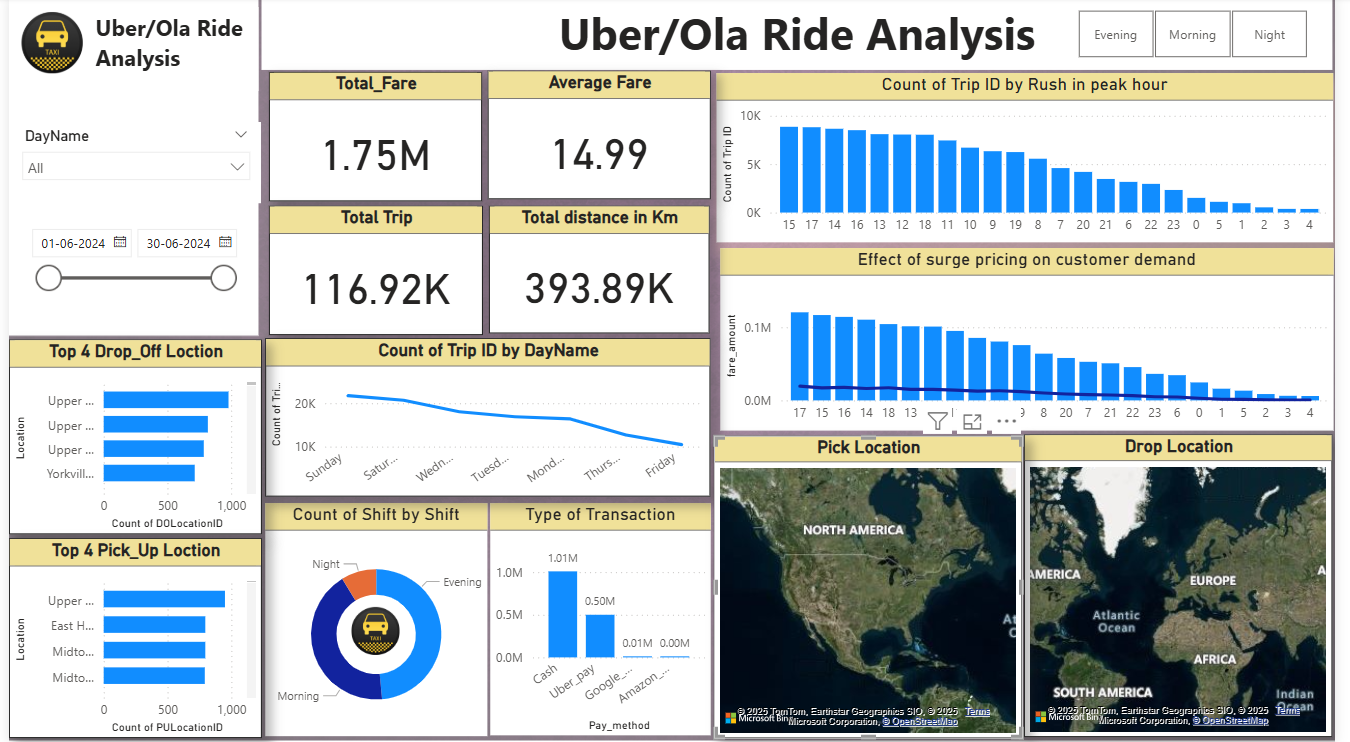 TAXI
Uber/Ola Ride
Analysis
Uber/Ola Ride Analysis
Evening
Morning
Night
DayName
All
01-06-2024
30-06-2024
Total_Fare
1.75M
Average Fare
14.99
Total Trip
116.92K
Total distance in Km
393.89K
Count of Trip ID by Rush in peak hour
Count of Trip ID
10K
5K
0K
15 17 14 16 13 12 18 11 10 9 19 8 7 20 21 6 22 23 0 5 1 2 3 4
Effect of surge pricing on customer demand
fare_amount
0.1M
0.0M
17 15 16 14 18 13 9 8 20 7 21 22 23 6 0 1 5 2 3 4
Top 4 Drop_Off Loction
Location
Upper ...
Upper ...
Upper ...
Yorkvill...
0 500 1,000
Count of DOLocationID
Count of Trip ID by DayName
Count of Tri...
20K
10K
Sunday
Satur...
Wedn...
Tuesd...
Mond...
Thurs...
Friday
Top 4 Pick_Up Loction
Location
Upper ...
East H...
Midto...
Midto...
0 500 1,000
Count of PULocationID
Count of Shift by Shift
Night
Evening
Morning
TAXI
Type of Transaction
1.0M
0.5M
0.0M
1.01M
0.50M
0.01M
0.00M
Cash
Uber_pay
Google_...
Amazon_...
Pay_method
Pick Location
NORTH AMERICA
At
O
© 2025 TomTom, Earthstar Geographics SIO, © 2025 Terms
Microsoft Bing
Microsoft Corporation, © OpenStreetMap
Drop Location
AMERICA
EUROPE
A
Atlantic
Ocean
AFRICA
SOUTH AMERICA
Indian
Ocean
© 2025 TomTom, Earthstar Geographics SIO, © 2025 Terms
Microsoft Bing
Microsoft Corporation, © OpenStreetMap